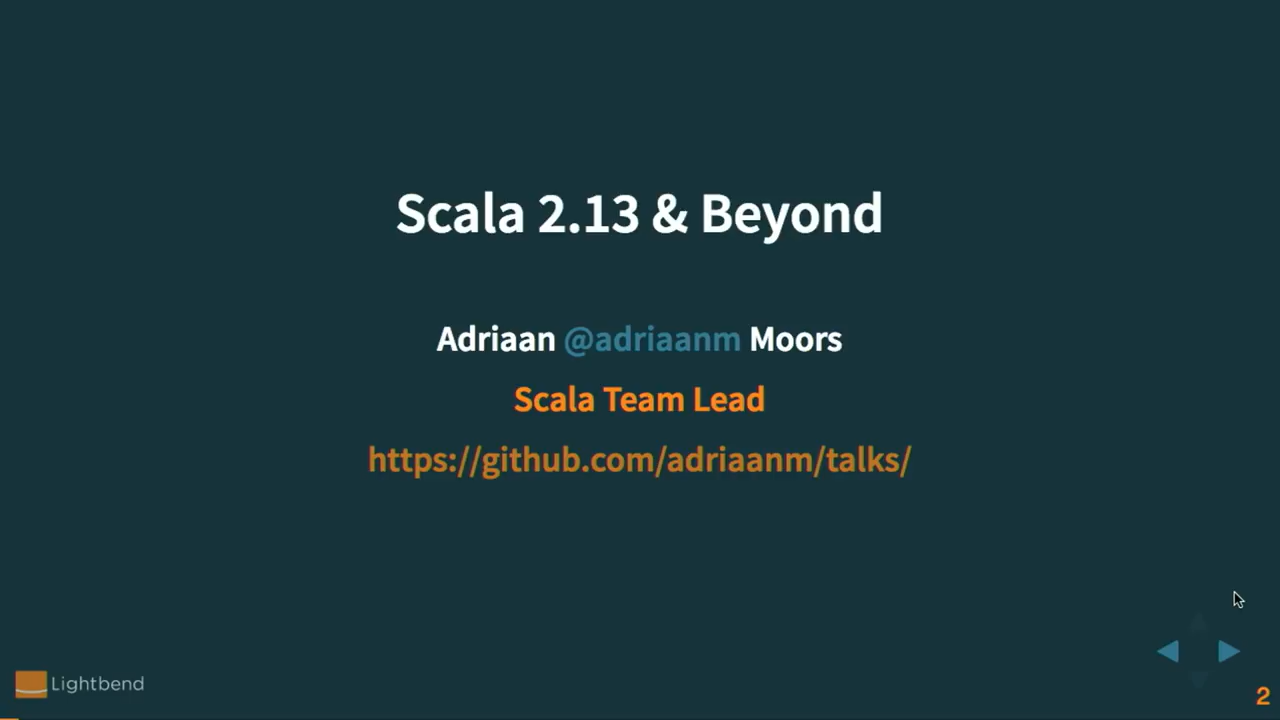 Scala 2.13 & Beyond
Adriaan @adriaanm Moors
Scala Team Lead
https://github.com/adriaanm/talks/
Lightbend
2